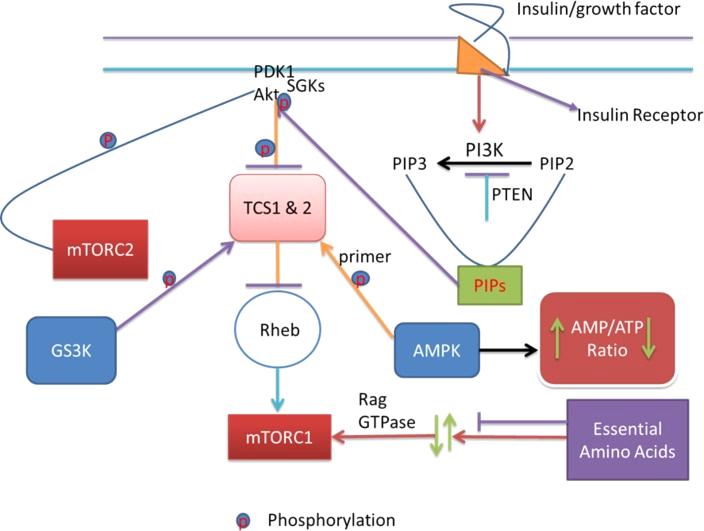 Insulin/growth factor
PDK1
SGKs
Akt
p
Insulin Receptor
P
p
PI3K
PIP3
PIP2
PTEN
TCS1 & 2
mTORC2
primer
p
p
PIPs
Rheb
GS3K
AMPK
AMP/ATP
Ratio
Rag
GTPase
mTORC1
Essential
Amino Acids
p
Phosphorylation